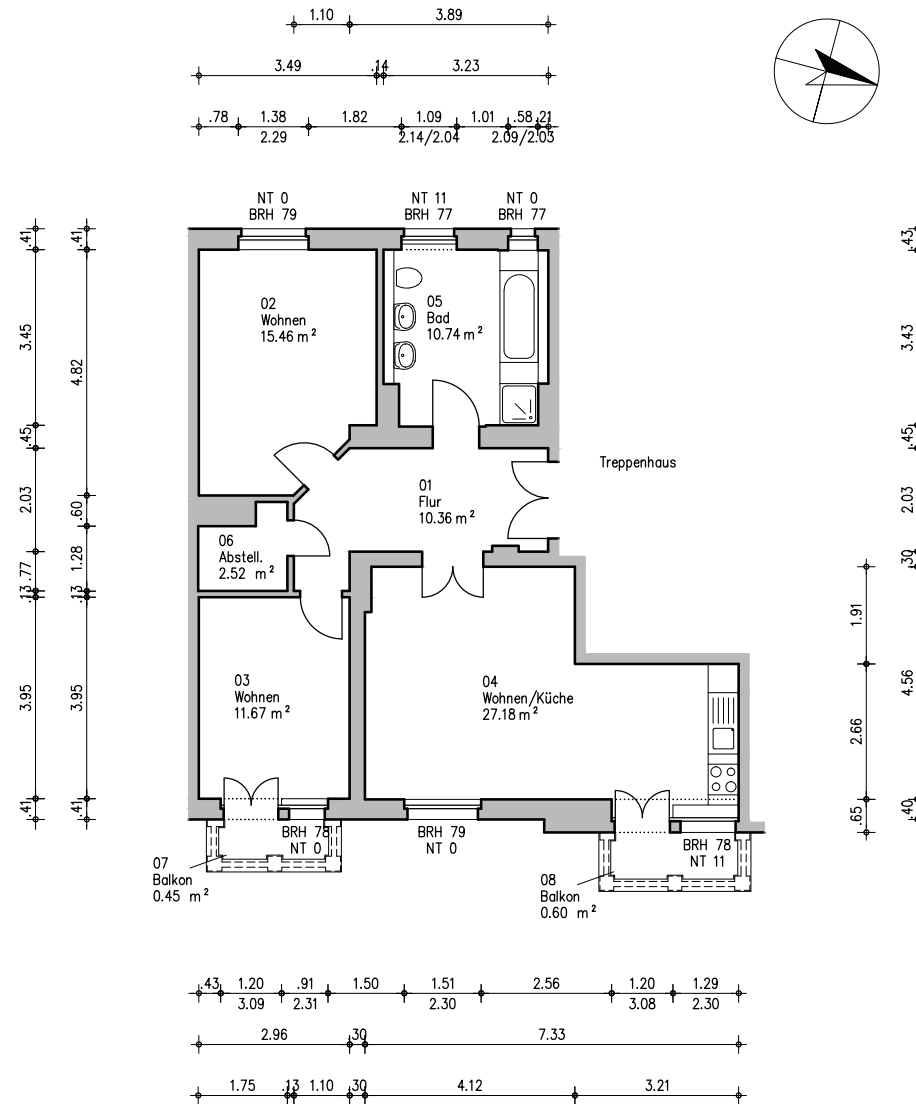 1.10 3.89
3.49 .14 3.23
.78 1.38 1.82 1.09 1.01 .58 .21
2.29 2.14/2.04 2.09/2.03
NT 0
BRH 79
NT 11
BRH 77
NT 0
BRH 77
.41 3.45 .45 2.03 .77 .13 3.95 .41
.41 4.82 .60 1.28 .13 3.95 .41
02
Wohnen
15.46 m²
05
Bad
10.74 m²
01
Flur
10.36 m²
Treppenhaus
06
Abstell.
2.52 m²
03
Wohnen
11.67 m²
04
Wohnen/Küche
27.18 m²
1.91 2.66 .65
.43 3.43 .45 2.03 .30 4.56 .40
BRH 78
NT 0
BRH 79
NT 0
BRH 78
NT 11
07
Balkon
0.45 m²
08
Balkon
0.60 m²
.43 1.20 .91 1.50 1.51 2.56 1.20 1.29
3.09 2.31 2.30 3.08 2.30
2.96 .30 7.33
1.75 .13 1.10 .30 4.12 3.21